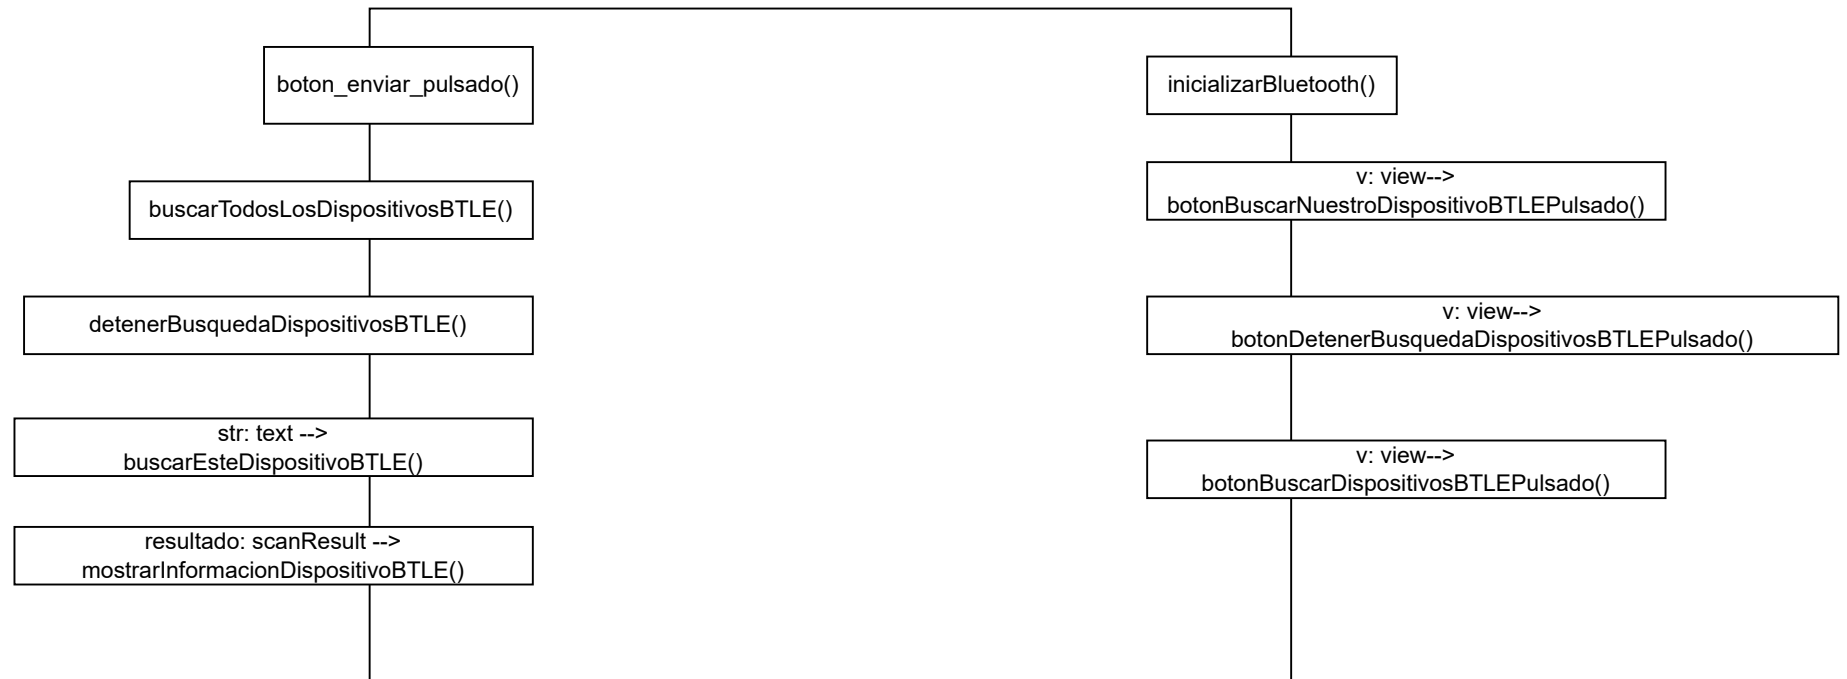 boton_enviar_pulsado()
buscarTodosLosDispositivosBTLE()
detenerBusquedaDispositivosBTLE()
str: text -->
buscarEsteDispositivoBTLE()
resultado: scanResult -->
mostrarInformacionDispositivoBTLE()
inicializarBluetooth()
v: view-->
botonBuscarNuestroDispositivoBTLEPulsado()
v: view-->
botonDetenerBusquedaDispositivosBTLEPulsado()
v: view-->
botonBuscarDispositivosBTLEPulsado()